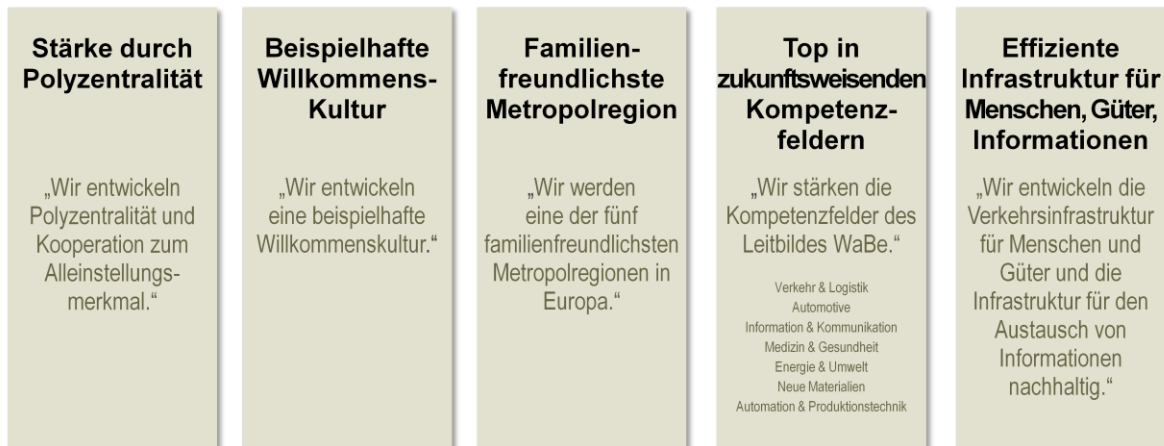 Stärke durch
Polyzentralität
„Wir entwickeln
Polyzentralität und
Kooperation zum
Alleinstellungs-
merkmal.“
Beispielhafte
Willkommens-
Kultur
„Wir entwickeln
eine beispielhafte
Willkommenskultur.“
Familien-
freundlichste
Metropolregion
„Wir werden
eine der fünf
familienfreundlichsten
Metropolregionen in
Europa.“
Top in
zukunftsweisenden
Kompetenz-
feldern
„Wir stärken die
Kompetenzfelder des
Leitbildes WaBe.“
Verkehr & Logistik
Automotive
Information & Kommunikation
Medizin & Gesundheit
Energie & Umwelt
Neue Materialien
Automation & Produktionstechnik
Effiziente
Infrastruktur für
Menschen, Güter,
Informationen
„Wir entwickeln die
Verkehrsinfrastruktur
für Menschen und
Güter und die
Infrastruktur für den
Austausch von
Informationen
nachhaltig.“